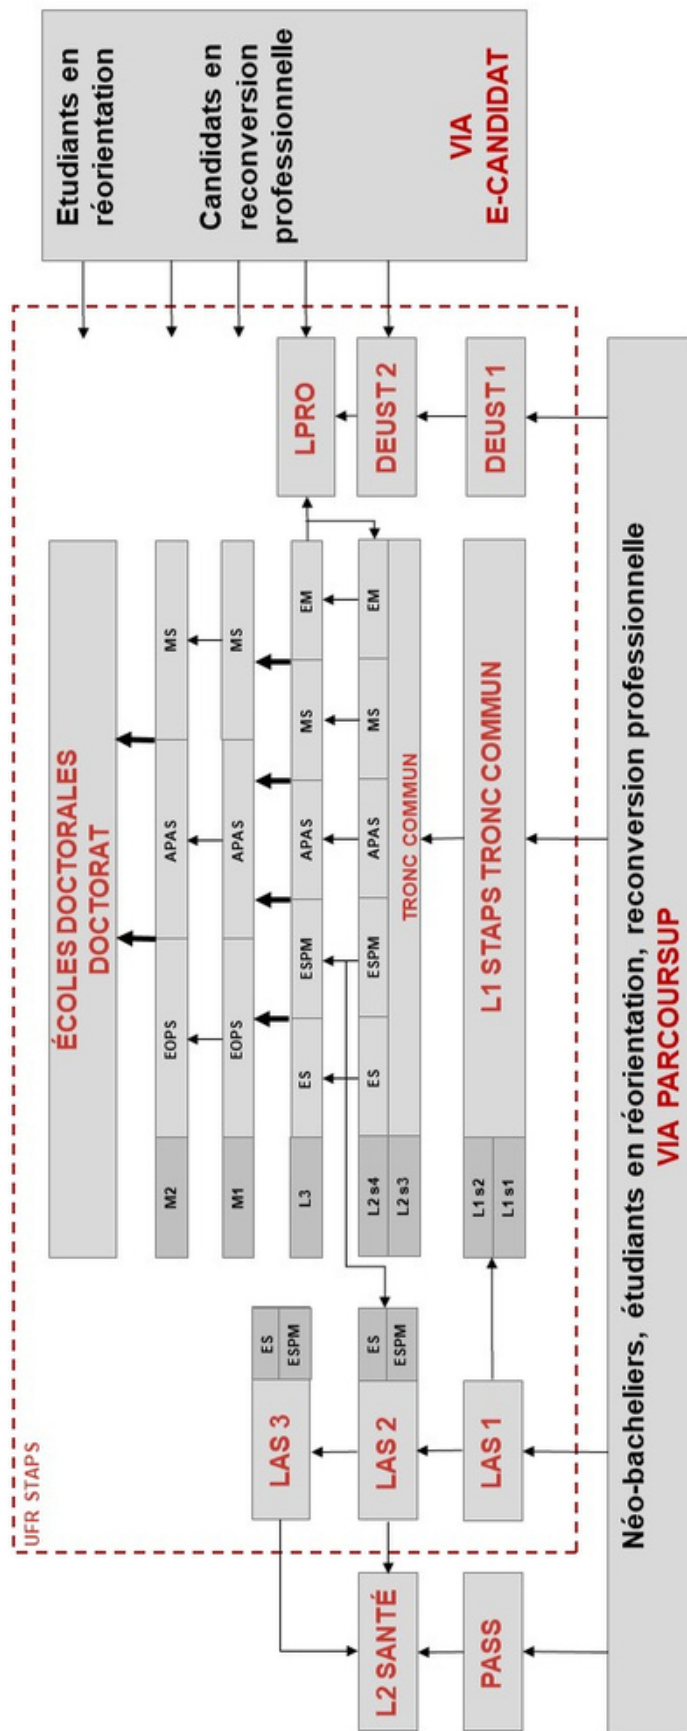 UFR STAPS
ÉCOLES DOCTORALES
DOCTORAT
M2
EOPS
APAS
MS
M1
EOPS
APAS
MS
L3
ES
ESPM
APAS
MS
EM
L2 s4
ES
ESPM
APAS
MS
EM
L2 s3
TRONC COMMUN
L1 s2
L1 s1
L1 STAPS TRONC COMMUN
LAS 3
ES
ESPM
LAS 2
ES
ESPM
LAS 1
L2 SANTÉ
PASS
LPRO
DEUST 2
DEUST 1
Etudiants en
réorientation
Candidats en
reconversion
professionnelle
VIA
E-CANDIDAT
Néo-bacheliers, étudiants en réorientation, reconversion professionnelle
VIA PARCOURSUP